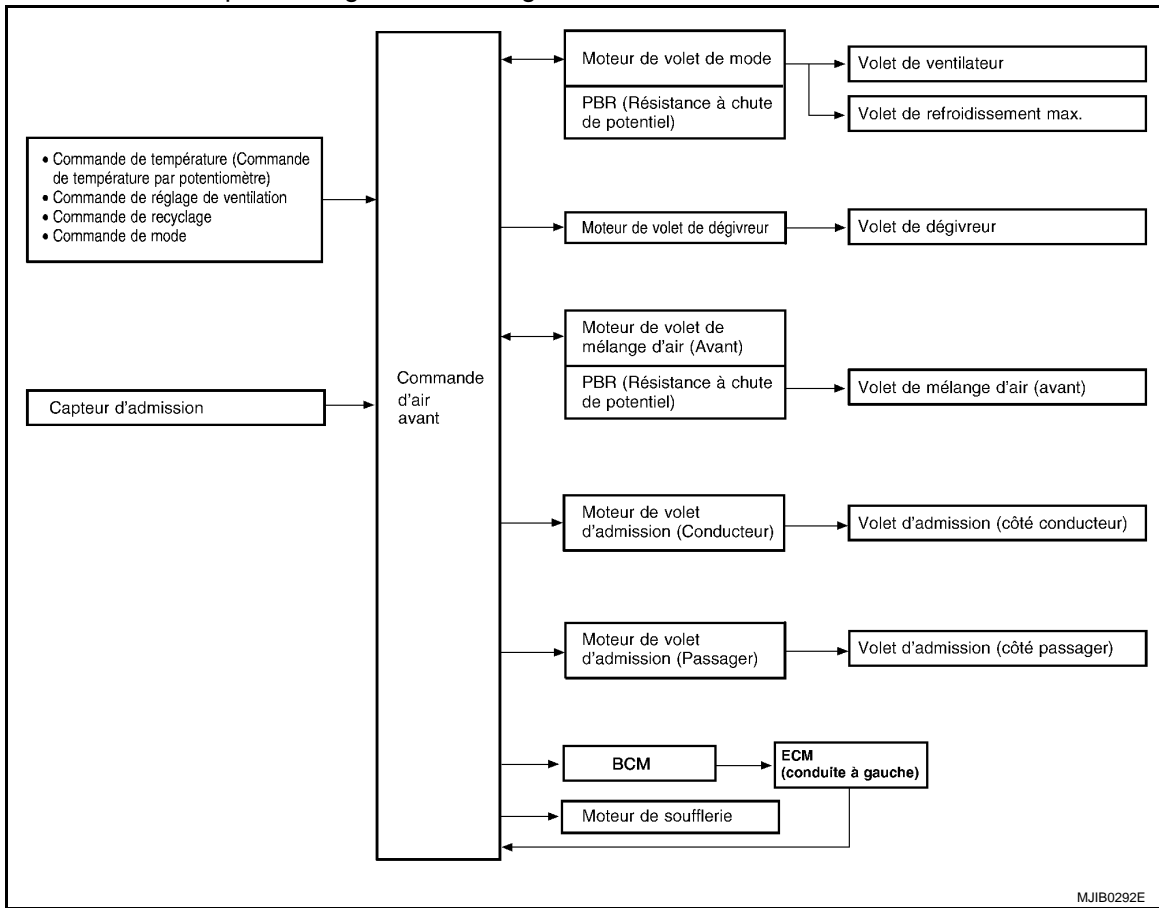 • Commande de température (Commande
de température par potentiomètre)
• Commande de réglage de ventilation
• Commande de recyclage
• Commande de mode
Capteur d'admission
Commande
d'air
avant
Moteur de volet de mode
PBR (Résistance à chute
de potentiel)
Volet de ventilateur
Volet de refroidissement max.
Moteur de volet de dégivreur
Volet de dégivreur
Moteur de volet de
mélange d'air (Avant)
PBR (Résistance à chute
de potentiel)
Volet de mélange d'air (avant)
Moteur de volet
d'admission (Conducteur)
Volet d'admission (côté conducteur)
Moteur de volet
d'admission (Passager)
Volet d'admission (côté passager)
BCM
ECM
(conduite à gauche)
Moteur de soufflerie
MJIB0292E